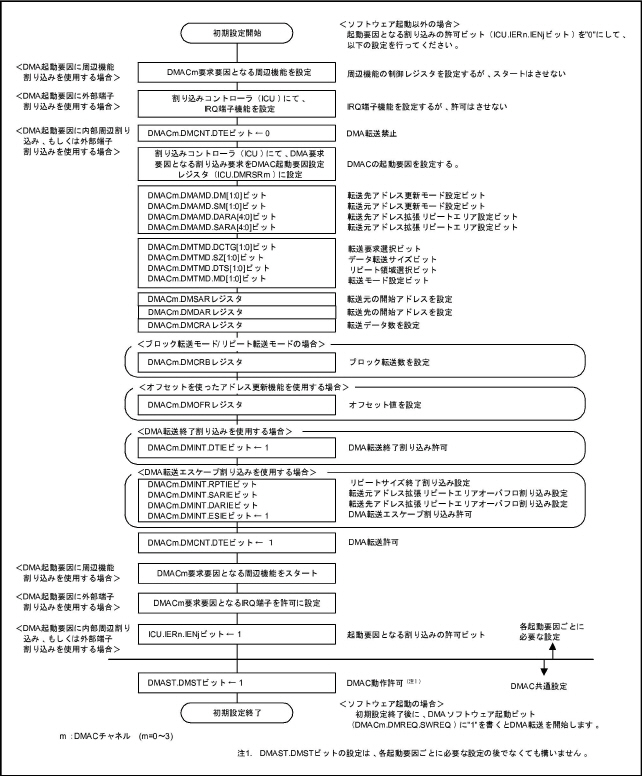 ＜ソフトウェア起動以外の場合＞
起動要因となる割り込みの許可ビット（ICU.IERn.IENjビット）を"0"にして、
以下の設定を行ってください。
初期設定開始
＜DMA起動要因に周辺機能
割り込みを使用する場合＞
DMACm要求要因となる周辺機能を設定
周辺機能の制御レジスタを設定するが、スタートはさせない
＜DMA起動要因に外部端子
割り込みを使用する場合＞
割り込みコントローラ（ICU）にて、
IRQ端子機能を設定
IRQ端子機能を設定するが、許可はさせない
＜DMA起動要因に内部周辺割り
込み、もしくは外部端子
割り込みを使用する場合＞
DMACm.DMCNT.DTEビット ← 0
DMA転送禁止
割り込みコントローラ（ICU）にて、DMA要求
要因となる割り込み要求をDMAC起動要因設定
レジスタ（ICU.DMRSRm）に設定
DMACの起動要因を設定する。
DMACm.DMAMD.DM[1:0]ビット
転送先アドレス更新モード設定ビット
DMACm.DMAMD.SM[1:0]ビット
転送元アドレス更新モード設定ビット
DMACm.DMAMD.DARA[4:0]ビット
転送先アドレス拡張リピートエリア設定ビット
DMACm.DMAMD.SARA[4:0]ビット
転送元アドレス拡張リピートエリア設定ビット
DMACm.DMTMD.DCTG[1:0]ビット
転送要求選択ビット
DMACm.DMTMD.SZ[1:0]ビット
データ転送サイズビット
DMACm.DMTMD.DTS[1:0]ビット
リピート領域選択ビット
DMACm.DMTMD.MD[1:0]ビット
転送モード設定ビット
DMACm.DMSARレジスタ
転送元の開始アドレスを設定
DMACm.DMDARレジスタ
転送先の開始アドレスを設定
DMACm.DMCRAレジスタ
転送データ数を設定
＜ブロック転送モード/リピート転送モードの場合＞
DMACm.DMCRBレジスタ
ブロック転送数を設定
＜オフセットを使ったアドレス更新機能を使用する場合＞
DMACm.DMOFRレジスタ
オフセット値を設定
＜DMA転送終了割り込みを使用する場合＞
DMACm.DMINT.DTIEビット ← 1
DMA転送終了割り込み許可
＜DMA転送エスケープ割り込みを使用する場合＞
DMACm.DMINT.RPTIEビット
リピートサイズ終了割り込み設定
DMACm.DMINT.SARIEビット
転送元アドレス拡張リピートエリアオーバフロ割り込み設定
DMACm.DMINT.DARIEビット
転送先アドレス拡張リピートエリアオーバフロ割り込み設定
DMACm.DMINT.ESIEビット ← 1
DMA転送エスケープ割り込み許可
DMACm.DMCNT.DTEビット ← 1
DMA転送許可
＜DMA起動要因に周辺機能
割り込みを使用する場合＞
DMACm要求要因となる周辺機能をスタート
＜DMA起動要因に外部端子
割り込みを使用する場合＞
DMACm要求要因となるIRQ端子を許可に設定
＜DMA起動要因に内部周辺割り
込み、もしくは外部端子
割り込みを使用する場合＞
ICU.IERn.IENjビット ← 1
起動要因となる割り込みの許可ビット
各起動要因ごとに
必要な設定
DMAC共通設定
DMAST.DMSTビット ← 1
DMAC動作許可（注1）
初期設定終了
＜ソフトウェア起動の場合＞
初期設定終了後に、DMAソフトウェア起動ビット
（DMACm.DMREQ.SWREQ）に"1"を書くとDMA転送を開始します。
m ：DMACチャネル (m=0～3)
注1. DMAST.DMSTビットの設定は、各起動要因ごとに必要な設定の後でなくても構いません。